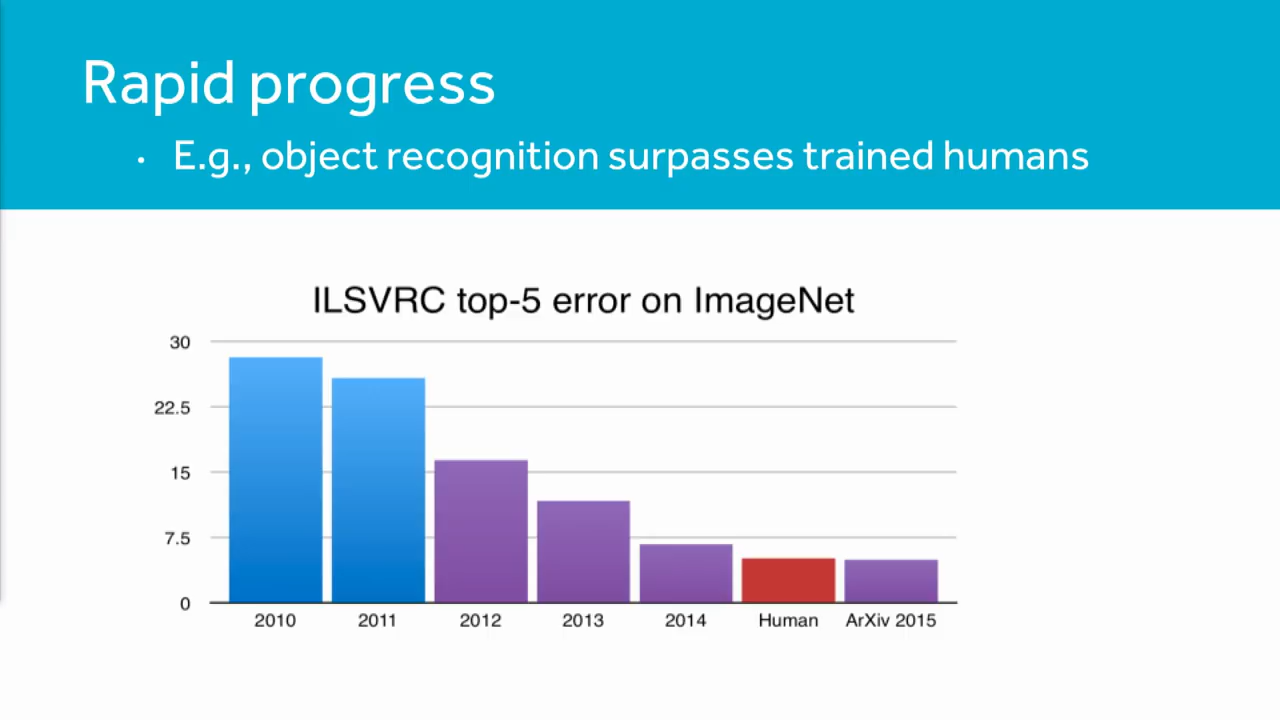 Rapid progress
· E.g., object recognition surpasses trained humans
ILSVRC top-5 error on ImageNet
30
22.5
15
7.5
0
2010 2011 2012 2013 2014 Human ArXiv 2015